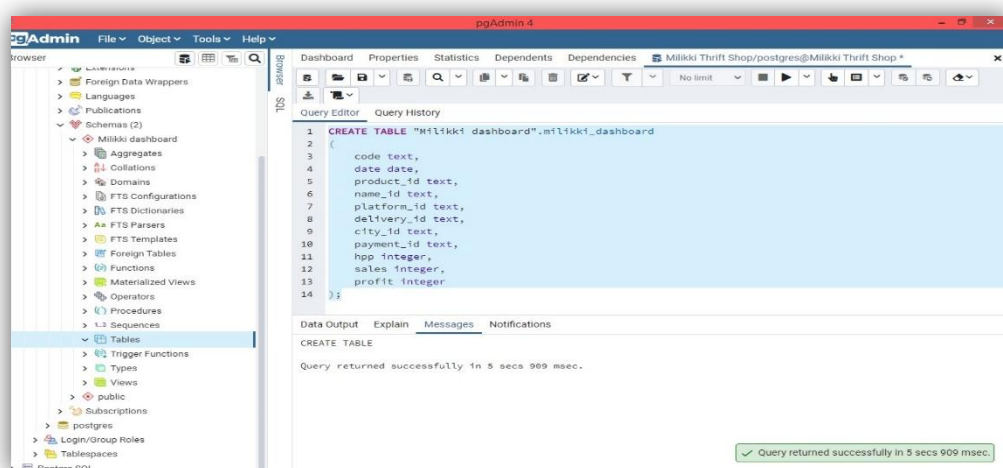 pgAdmin 4
pgAdmin File Object Tools Help
Browser
Extensions
Foreign Data Wrappers
Languages
Publications
Schemas (2)
Milikki dashboard
Aggregates
Collations
Domains
FTS Configurations
FTS Dictionaries
Aa FTS Parsers
FTS Templates
Foreign Tables
Functions
Materialized Views
Operators
Procedures
1..3 Sequences
Tables
Trigger Functions
Types
Views
public
Subscriptions
postgres
Login/Group Roles
Tablespaces
Browser
SQL
Dashboard Properties Statistics Dependents Dependencies Milikki Thrift Shop/postgres@Milikki Thrift Shop *
No limit
Query Editor Query History
1 CREATE TABLE "Milikki dashboard".milikki_dashboard
2 (
3 code text,
4 date date,
5 product_id text,
6 name_id text,
7 platform_id text,
8 delivery_id text,
9 city_id text,
10 payment_id text,
11 hpp integer,
12 sales integer,
13 profit integer
14 );
Data Output Explain Messages Notifications
CREATE TABLE
Query returned successfully in 5 secs 909 msec.
Query returned successfully in 5 secs 909 msec.